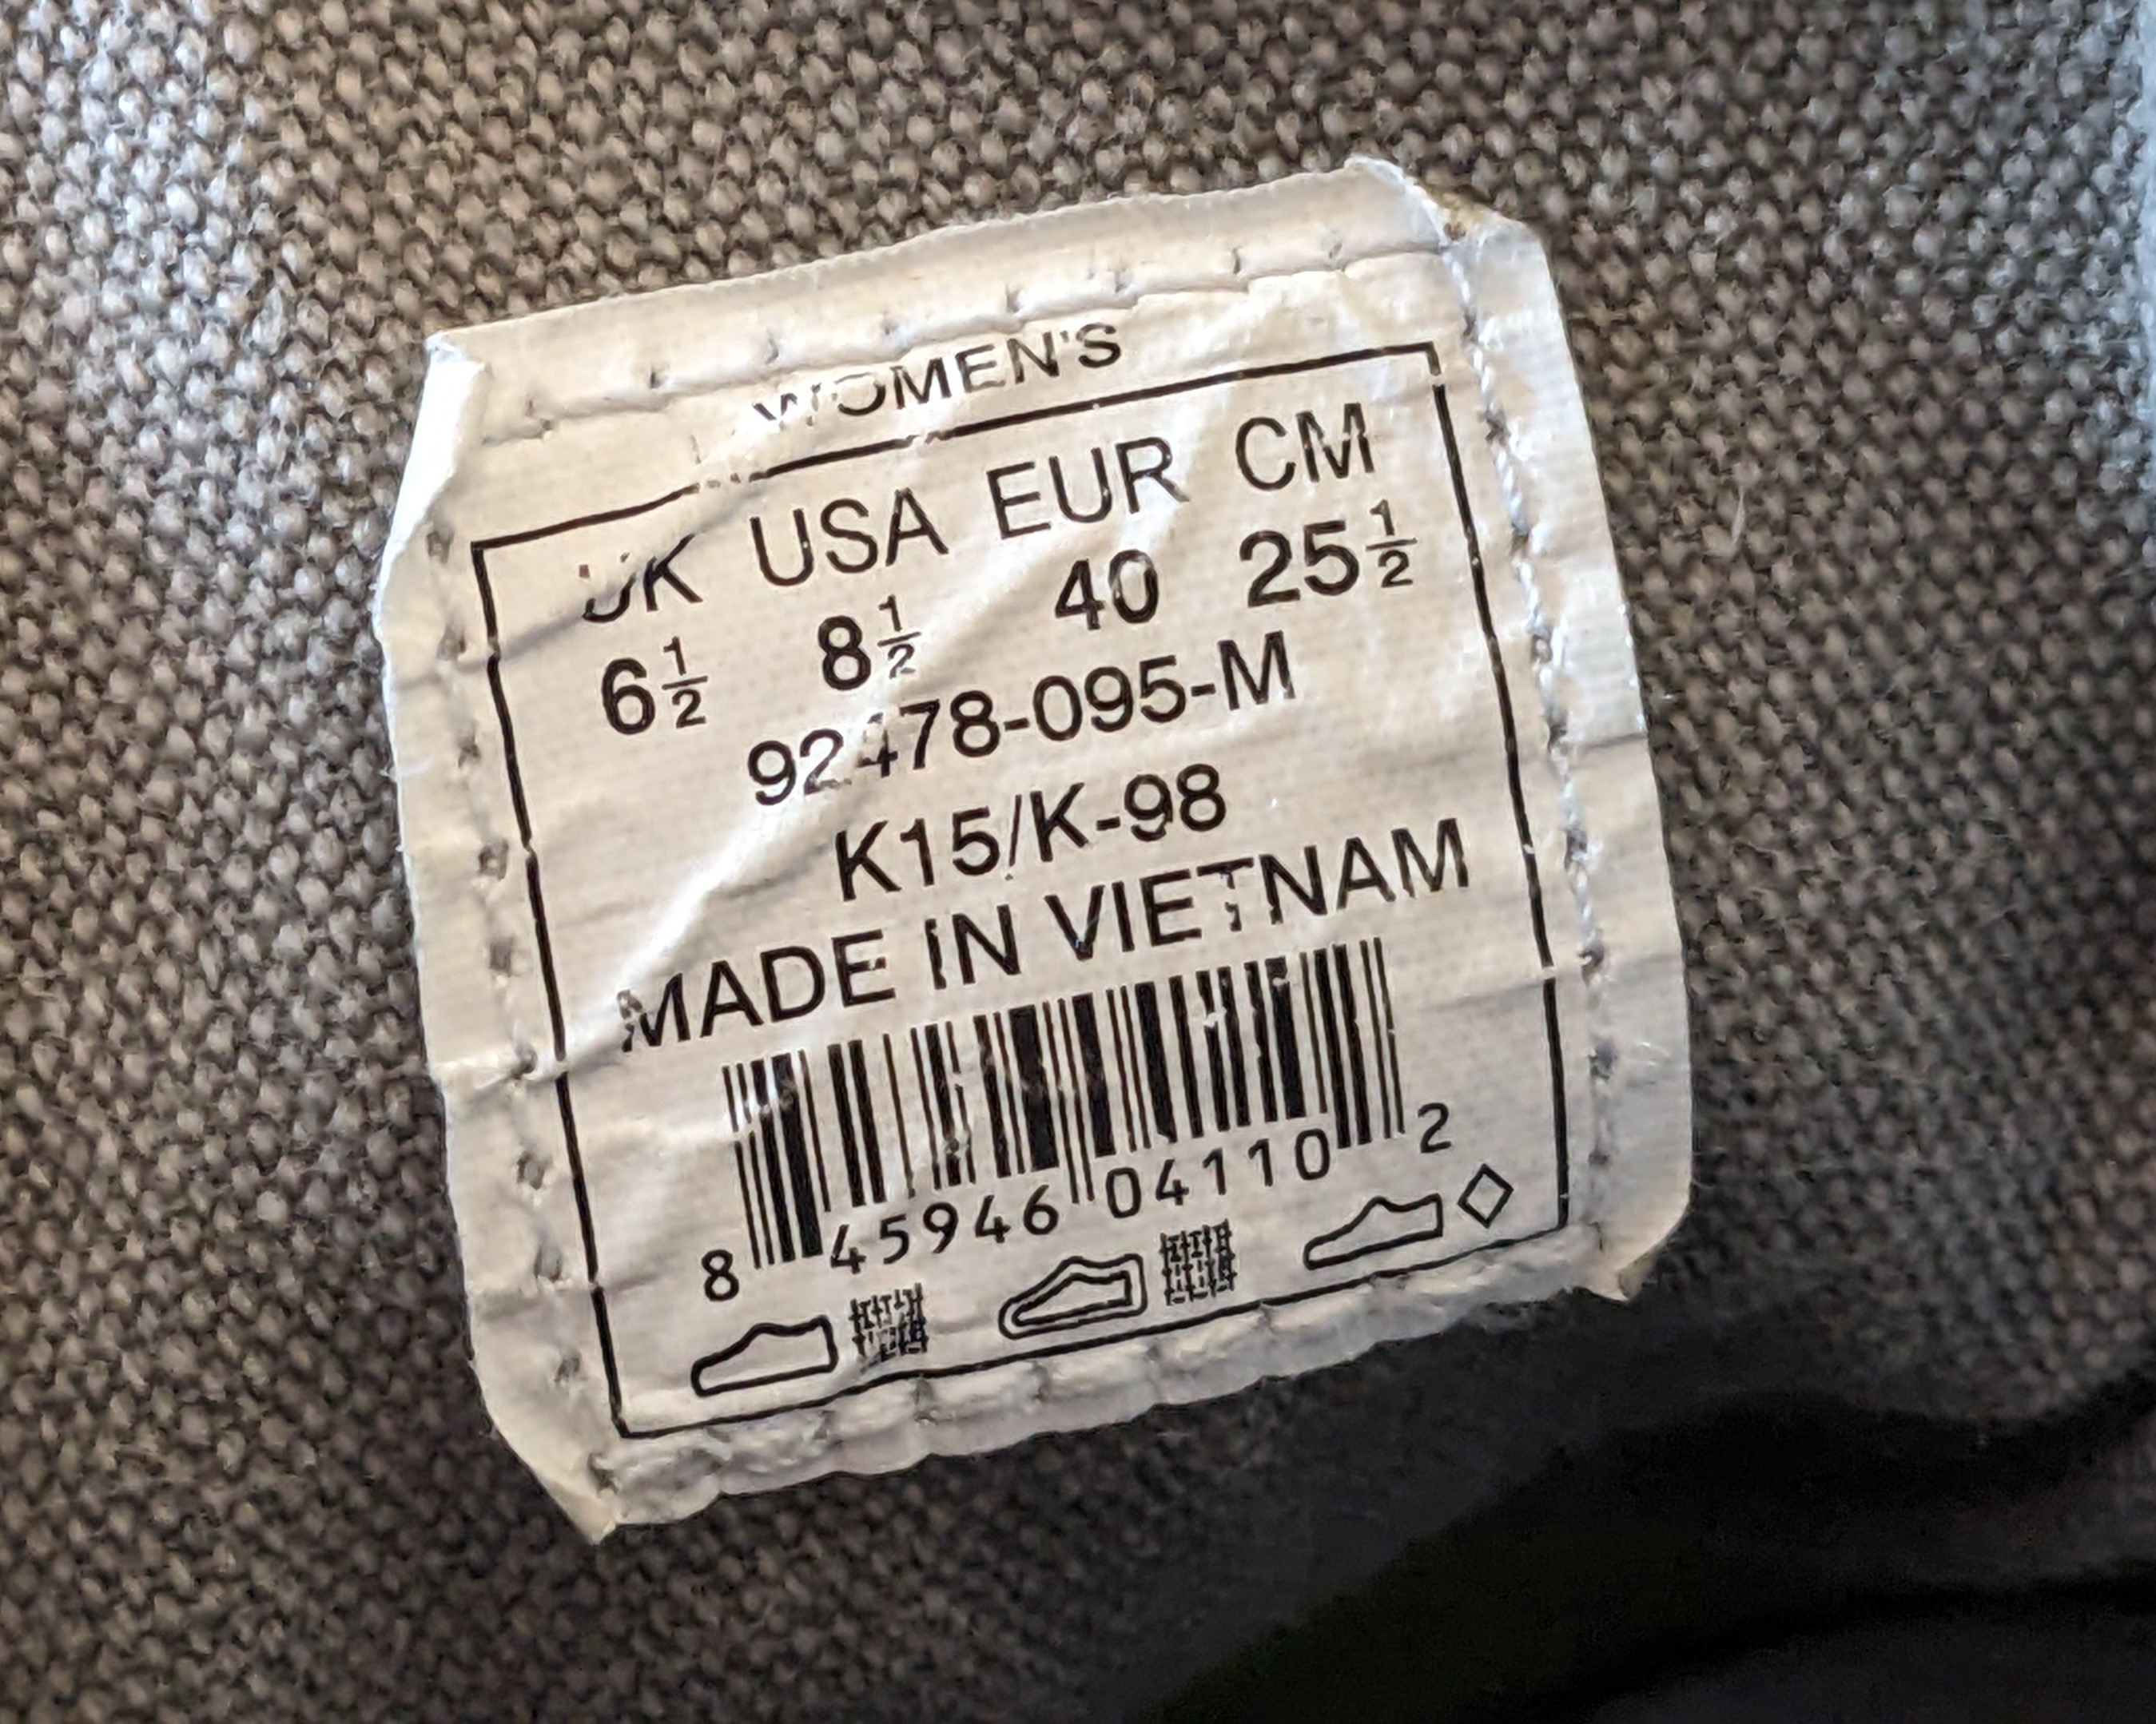 WOMEN'S
UK USA EUR CM
6½ 8½ 40 25½
92478-095-M
K15/K-98
MADE IN VIETNAM
8 45946 04110 2